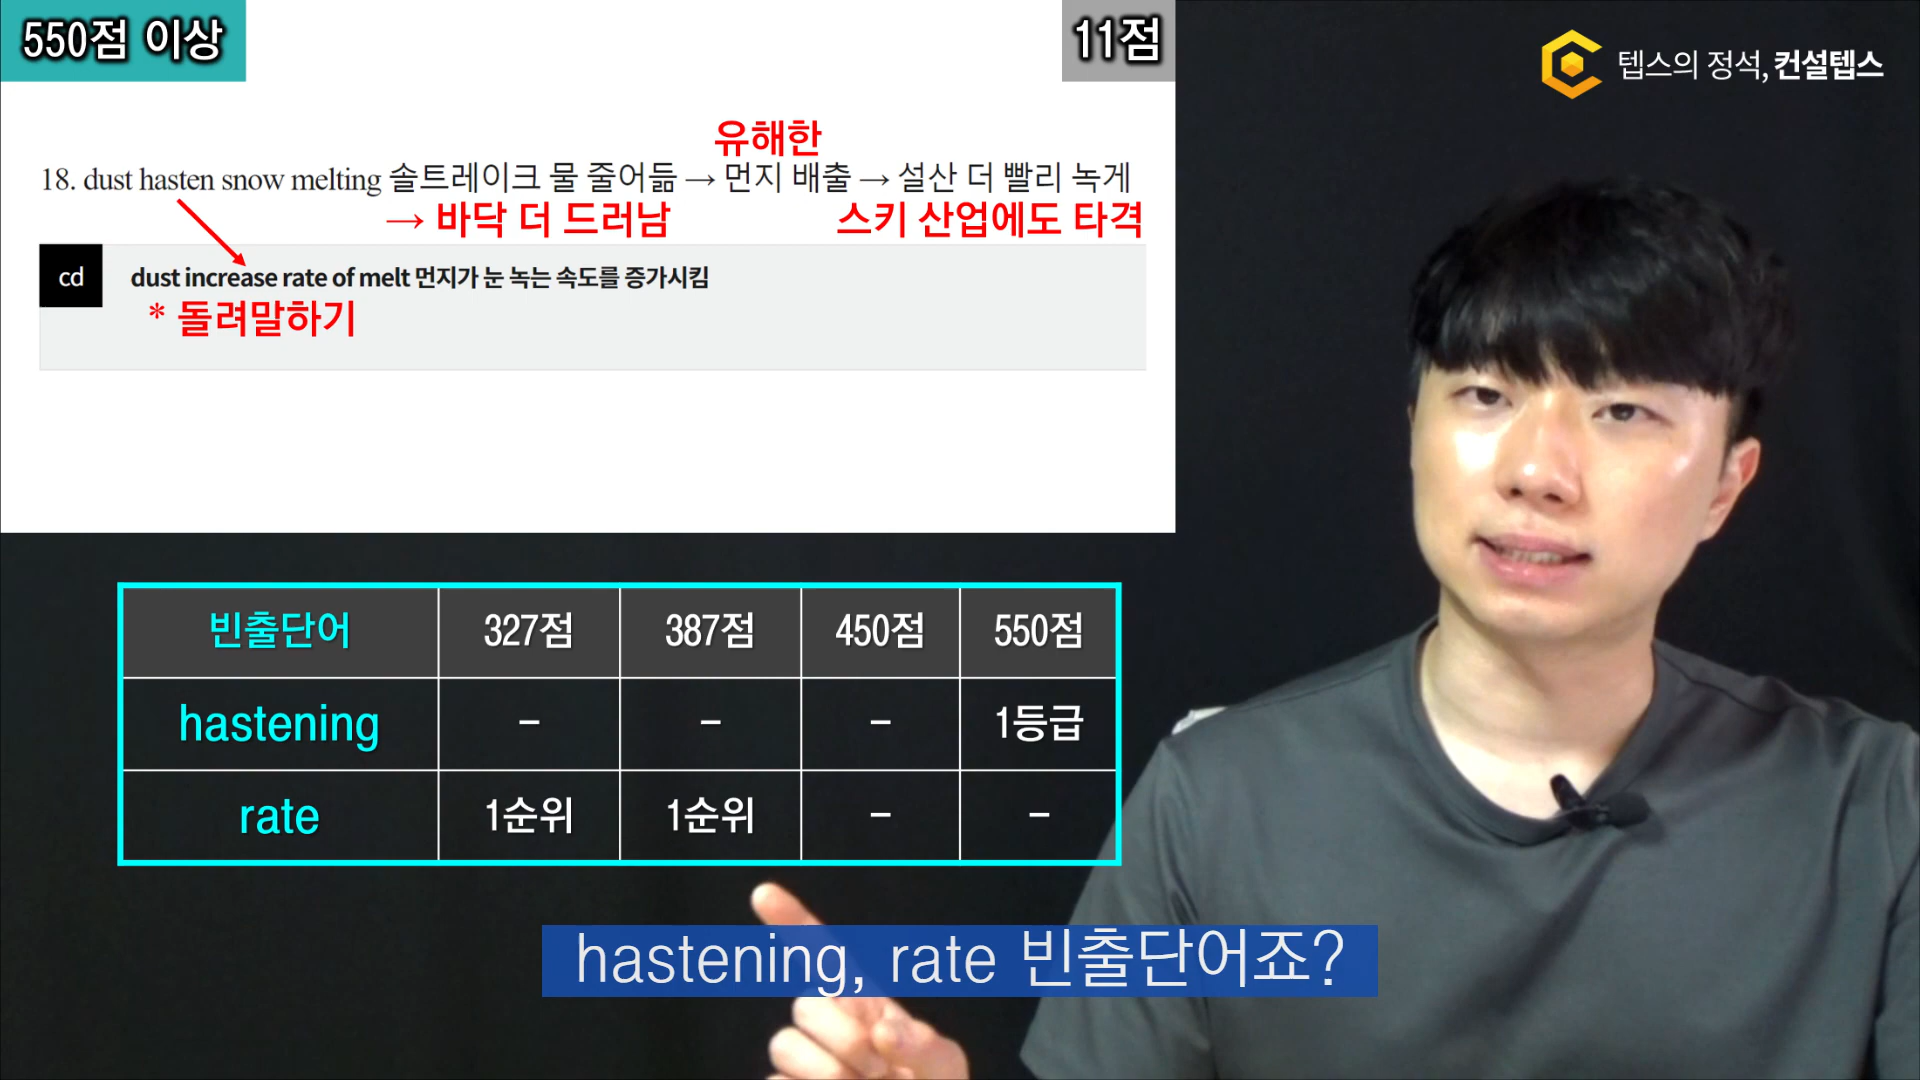 550점 이상
11점
텝스의 정석, 컨설텝스
유해한
18. dust hasten snow melting 솔트레이크 물 줄어듦 → 먼지 배출 → 설산 더 빨리 녹게
→ 바닥 더 드러남 스키 산업에도 타격
cd dust increase rate of melt 먼지가 눈 녹는 속도를 증가시킴
* 돌려말하기
빈출단어 327점 387점 450점 550점
hastening - - - 1등급
rate 1순위 1순위 - -
hastening, rate 빈출단어죠?